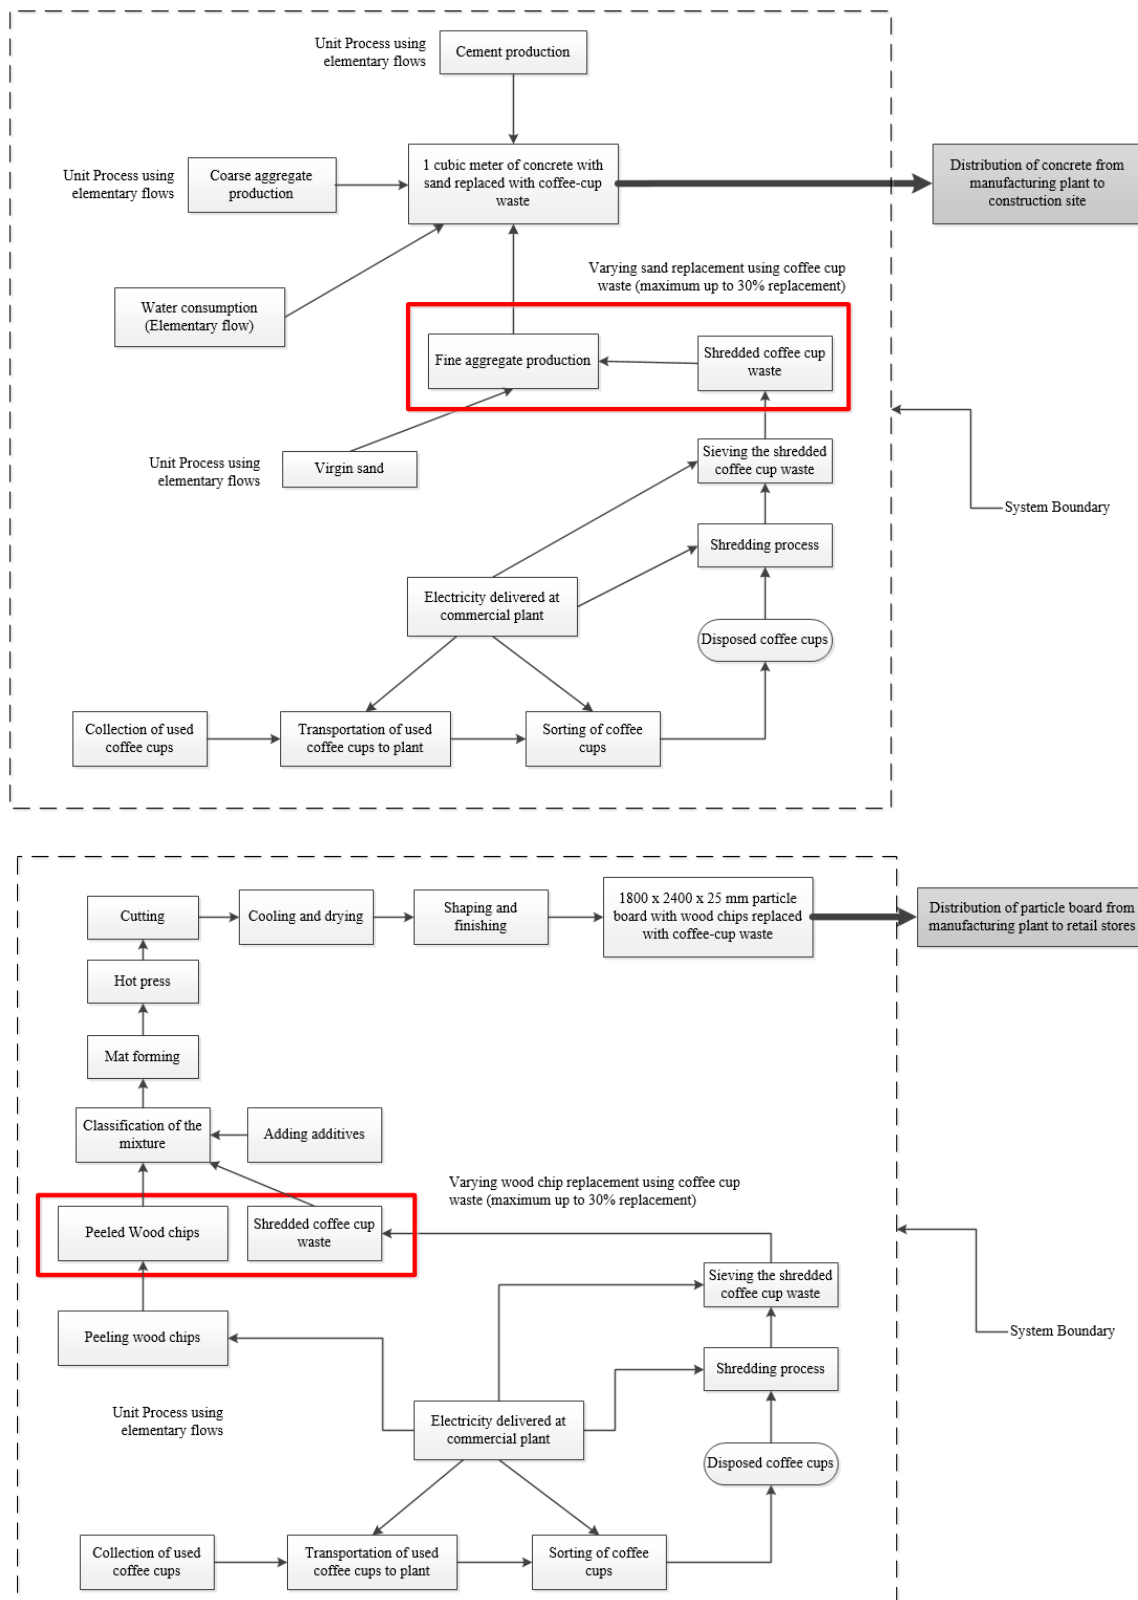 Unit Process using
elementary flows
Cement production
Unit Process using
elementary flows
Coarse aggregate
production
1 cubic meter of concrete with
sand replaced with coffee-cup
waste
Distribution of concrete from
manufacturing plant to
construction site
Water consumption
(Elementary flow)
Varying sand replacement using coffee cup
waste (maximum up to 30% replacement)
Fine aggregate production
Shredded coffee cup
waste
Unit Process using
elementary flows
Virgin sand
Sieving the shredded
coffee cup waste
System Boundary
Shredding process
Electricity delivered at
commercial plant
Disposed coffee cups
Collection of used
coffee cups
Transportation of used
coffee cups to plant
Sorting of coffee
cups
Cutting
Cooling and drying
Shaping and
finishing
1800 x 2400 x 25 mm particle
board with wood chips replaced
with coffee-cup waste
Distribution of particle board from
manufacturing plant to retail stores
Hot press
Mat forming
Classification of the
mixture
Adding additives
Varying wood chip replacement using coffee cup
waste (maximum up to 30% replacement)
Peeled Wood chips
Shredded coffee cup
waste
Sieving the shredded
coffee cup waste
Peeling wood chips
System Boundary
Shredding process
Unit Process using
elementary flows
Electricity delivered at
commercial plant
Disposed coffee cups
Collection of used
coffee cups
Transportation of used
coffee cups to plant
Sorting of coffee
cups